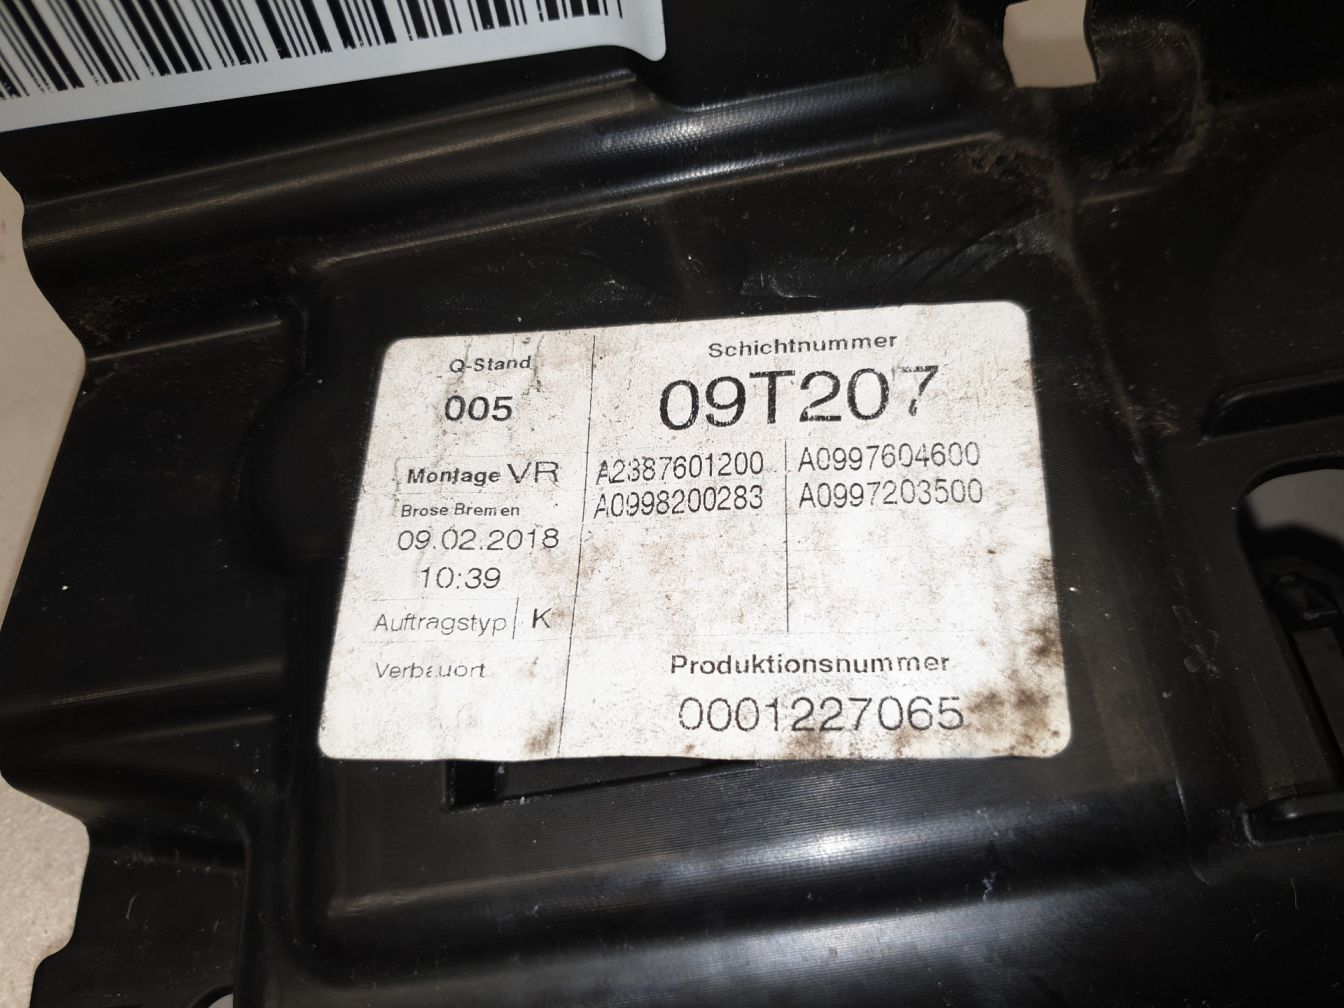 Q-Stand
005
Montage VR
Brose Bremen
09.02.2018
10:39
Auftragstyp K
Verbauort
Schichtnummer
09T207
A2387601200 A0997604600
A0998200283 A0997203500
Produktionsnummer
0001227065